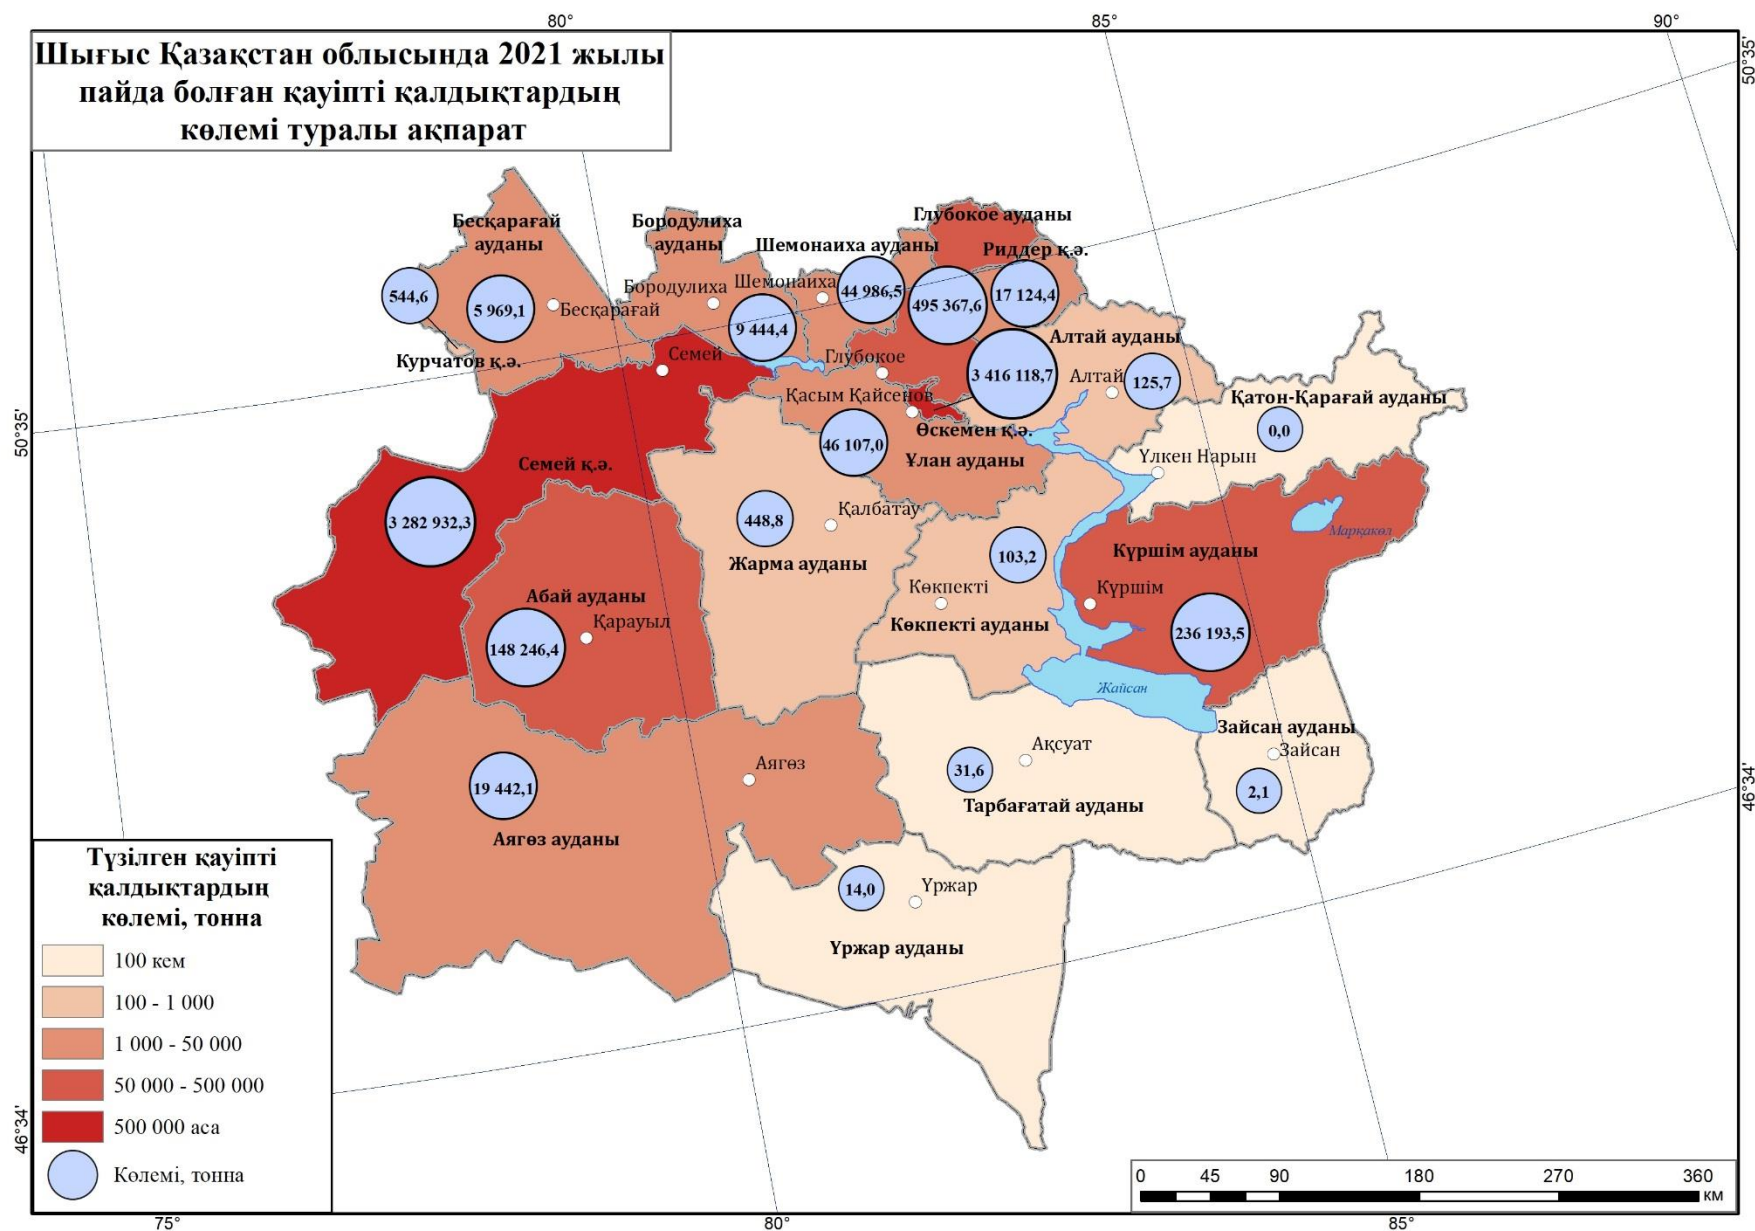 80°
85°
90°
50°35'
Шығыс Қазақстан облысында 2021 жылы
пайда болған қауіпті қалдықтардың
көлемі туралы ақпарат
Бесқарағай
ауданы
Бородулиха
ауданы
Шемонаиха ауданы
Глубокое ауданы
Риддер қ.ә.
544,6
5 969,1
Бесқарағай
Бородулиха
Шемонаиха
44 986,5
495 367,6
17 124,4
9 444,4
Курчатов қ.ә.
Семей
Глубокое
3 416 118,7
Алтай ауданы
Алтай
125,7
Қасым Қайсенов
Өскемен қ.ә.
Қатон-Қарағай ауданы
0,0
50°35'
46 107,0
Ұлан ауданы
Үлкен Нарын
Семей қ.ә.
3 282 932,3
448,8
Қалбатау
Жарма ауданы
103,2
Марқакөл
Күршім ауданы
Күршім
236 193,5
Абай ауданы
Қарауыл
148 246,4
Көкпекті
Көкпекті ауданы
Жайсан
Зайсан ауданы
Зайсан
2,1
Ақсуат
31,6
Тарбағатай ауданы
46°34'
Аягөз
19 442,1
Аягөз ауданы
14,0
Үржар
Үржар ауданы
Түзілген қауіпті
қалдықтардың
көлемі, тонна
100 кем
100 - 1 000
1 000 - 50 000
50 000 - 500 000
500 000 аса
Көлемі, тонна
46°34'
0 45 90 180 270 360
км
75°
80°
85°